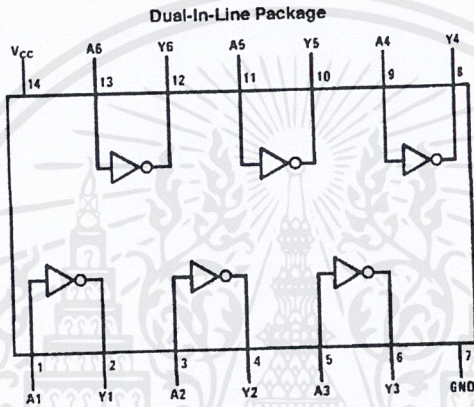 Dual-In-Line Package
VCC A6 Y6 A5 Y5 A4 Y4
14 13 12 11 10 9 8
1 2 3 4 5 6 7
A1 Y1 A2 Y2 A3 Y3 GND